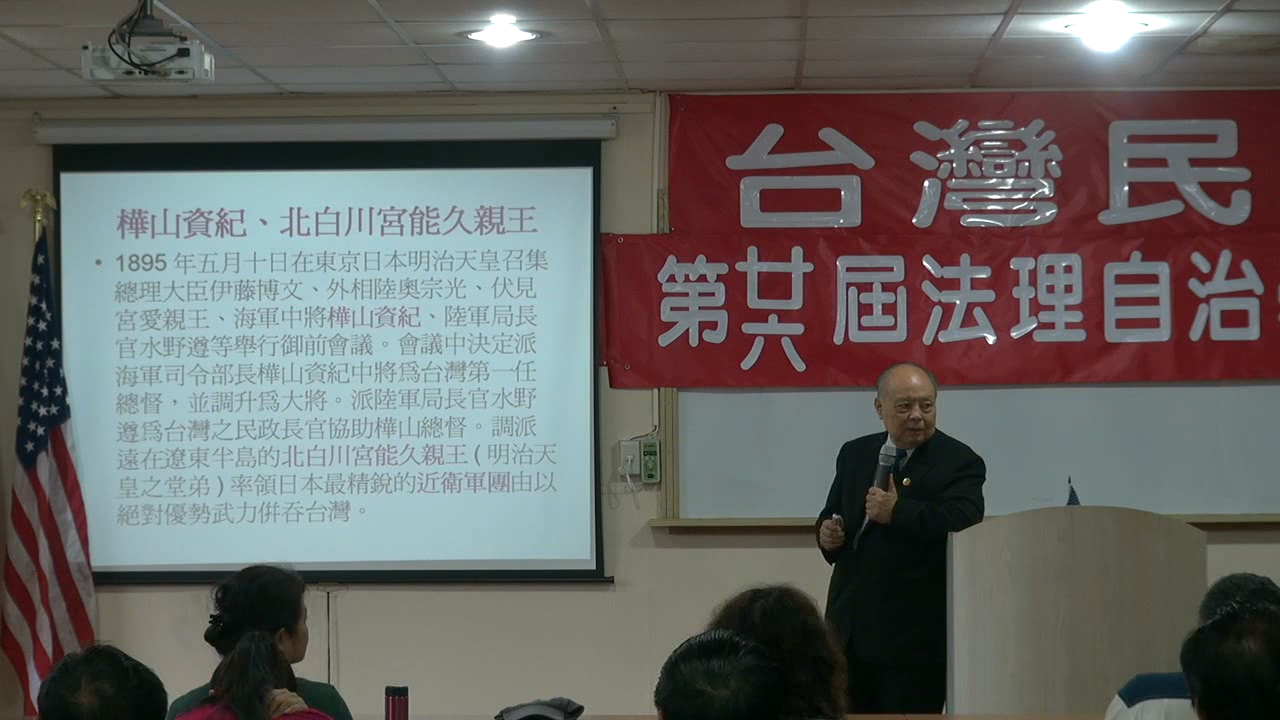 樺山資紀、北白川宮能久親王
• 1895 年五月十日在東京日本明治天皇召集
總理大臣伊藤博文、外相陸奧宗光、伏見
宮愛親王、海軍中將樺山資紀、陸軍局長
官水野遵等舉行御前會議。會議中決定派
海軍司令部長樺山資紀中將為台灣第一任
總督，並調升為大將。派陸軍局長官水野
遵為台灣之民政長官協助樺山總督。調派
遠在遼東半島的北白川宮能久親王 ( 明治天
皇之堂弟 ) 率領日本最精銳的近衛軍團由以
絕對優勢武力併吞台灣。
台灣民
第廿六屆法理自治